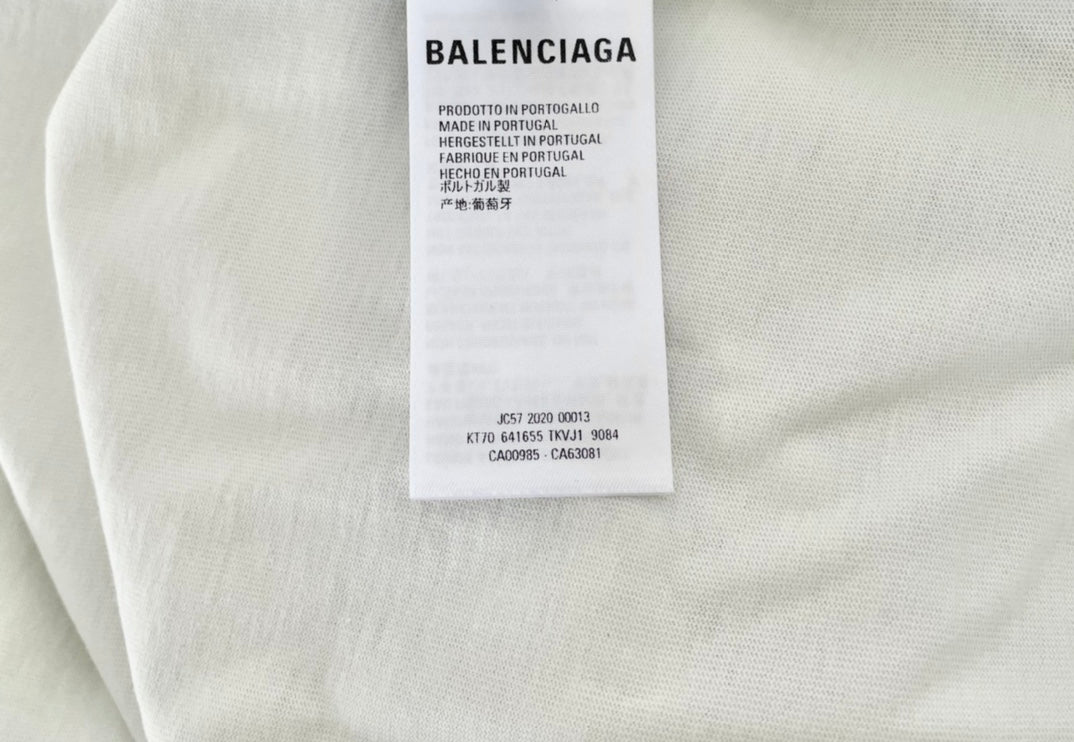 BALENCIAGA
PRODOTTO IN PORTOGALLO
MADE IN PORTUGAL
HERGESTELLT IN PORTUGAL
FABRIQUE EN PORTUGAL
HECHO EN PORTUGAL
ポルトガル製
产地:葡萄牙
JC57 2020 00013
KT70 641655 TKVJ1 9084
CA00985 - CA63081